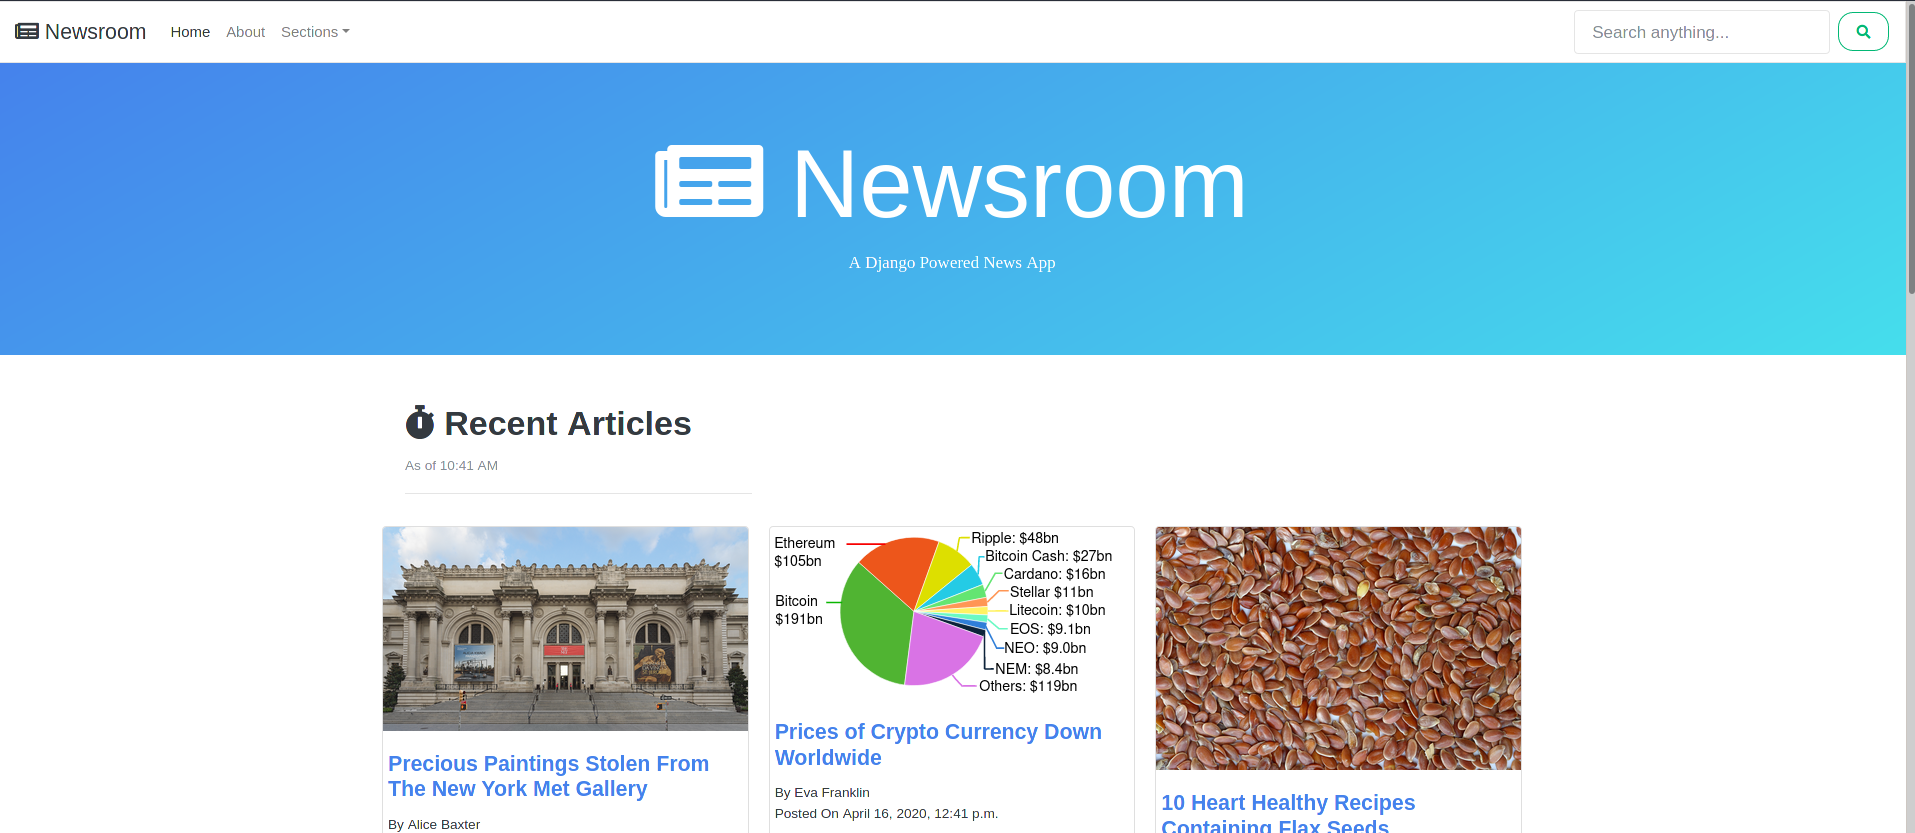 Newsroom
Home
About
Sections
Search anything...
Newsroom
A Django Powered News App
Recent Articles
As of 10:41 AM
Precious Paintings Stolen From
The New York Met Gallery
By Alice Baxter
Ethereum
$105bn
Bitcoin
$191bn
Ripple: $48bn
Bitcoin Cash: $27bn
Cardano: $16bn
Stellar $11bn
Litecoin: $10bn
EOS: $9.1bn
NEO: $9.0bn
NEM: $8.4bn
Others: $119bn
Prices of Crypto Currency Down
Worldwide
By Eva Franklin
Posted On April 16, 2020, 12:41 p.m.
10 Heart Healthy Recipes
Containing Flax Seeds